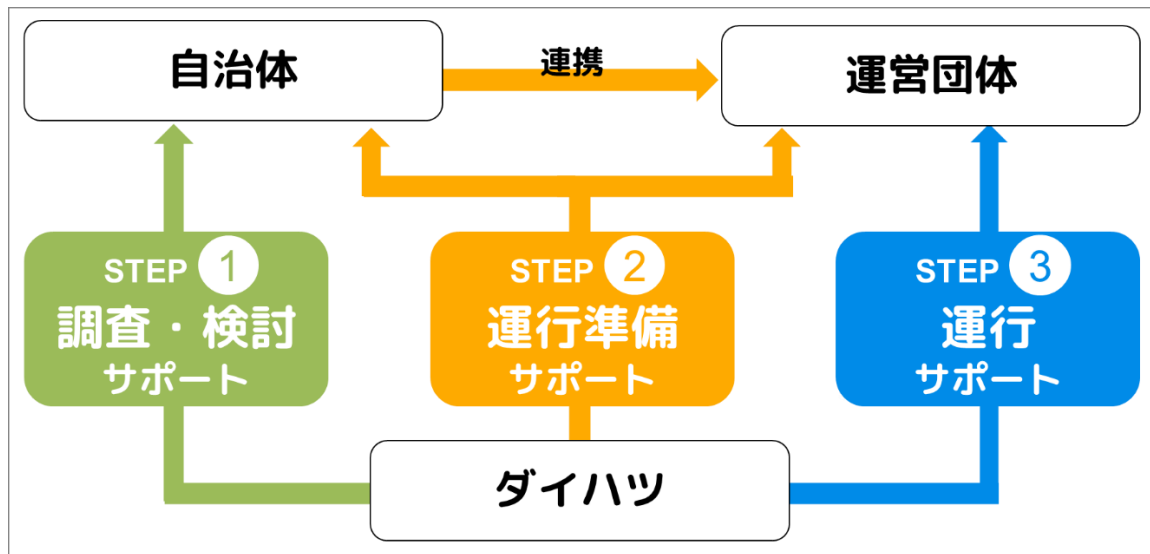 自治体
連携
運営団体
STEP 1
調査・検討
サポート
STEP 2
運行準備
サポート
STEP 3
運行
サポート
ダイハツ